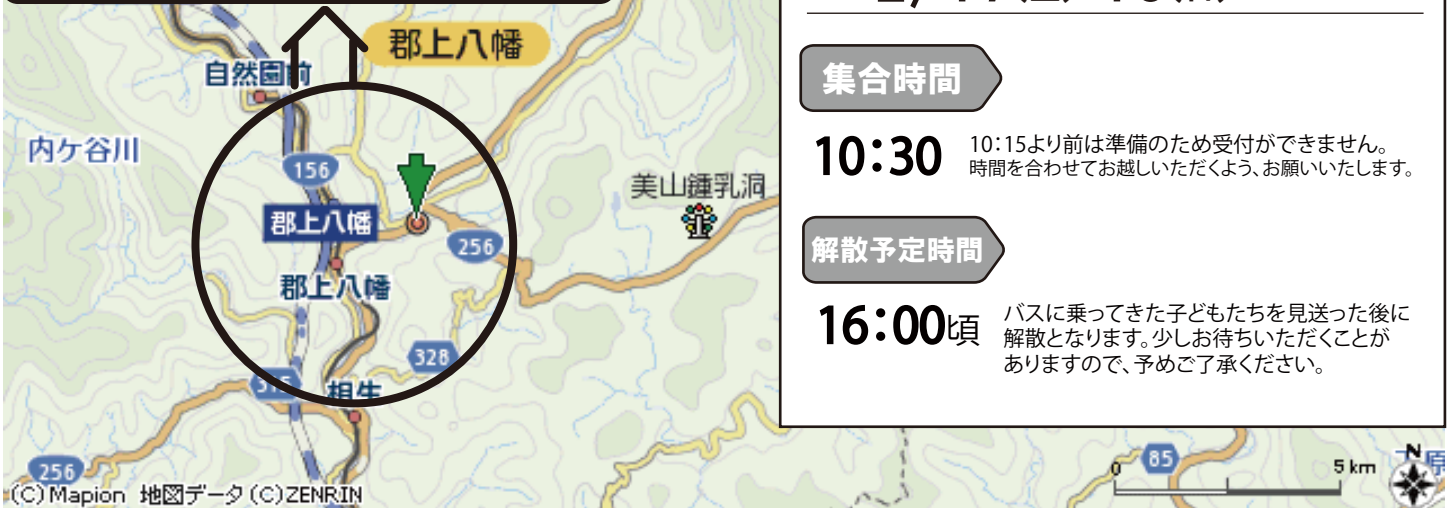 郡上八幡
自然園前
内ケ谷川
156
郡上八幡
256
美山鍾乳洞
郡上八幡
328
相生
256
(C)Mapion 地図データ(C)ZENRIN
集合時間
10:30
10:15より前は準備のため受付ができません。
時間を合わせてお越しいただくよう、お願いいたします。
解散予定時間
16:00頃
バスに乗ってきた子どもたちを見送った後に
解散となります。少しお待ちいただくことが
ありますので、予めご了承ください。
85
0
5 km
N
原